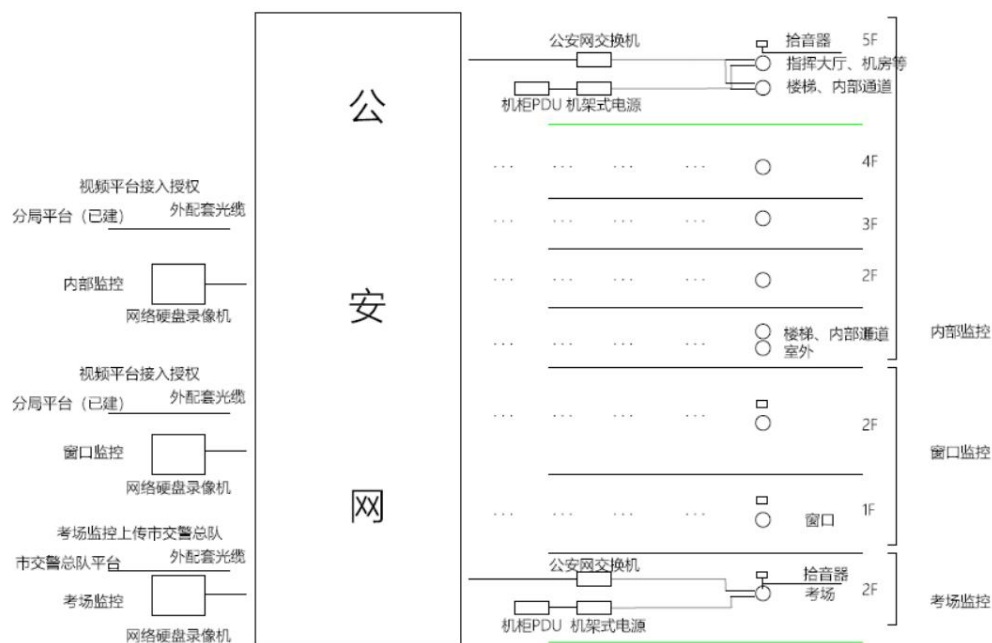 公安网交换机
拾音器
5F
指挥大厅、机房等
楼梯、内部通道
机柜PDU 机架式电源
公
4F
视频平台接入授权
分局平台（已建）
外配套光缆
3F
内部监控
网络硬盘录像机
安
2F
楼梯、内部通道
室外
内部监控
视频平台接入授权
分局平台（已建）
外配套光缆
2F
窗口监控
网络硬盘录像机
窗口监控
网
1F
窗口
考场监控上传市交警总队
市交警总队平台
外配套光缆
考场监控
网络硬盘录像机
公安网交换机
拾音器
考场
2F
机柜PDU 机架式电源
考场监控